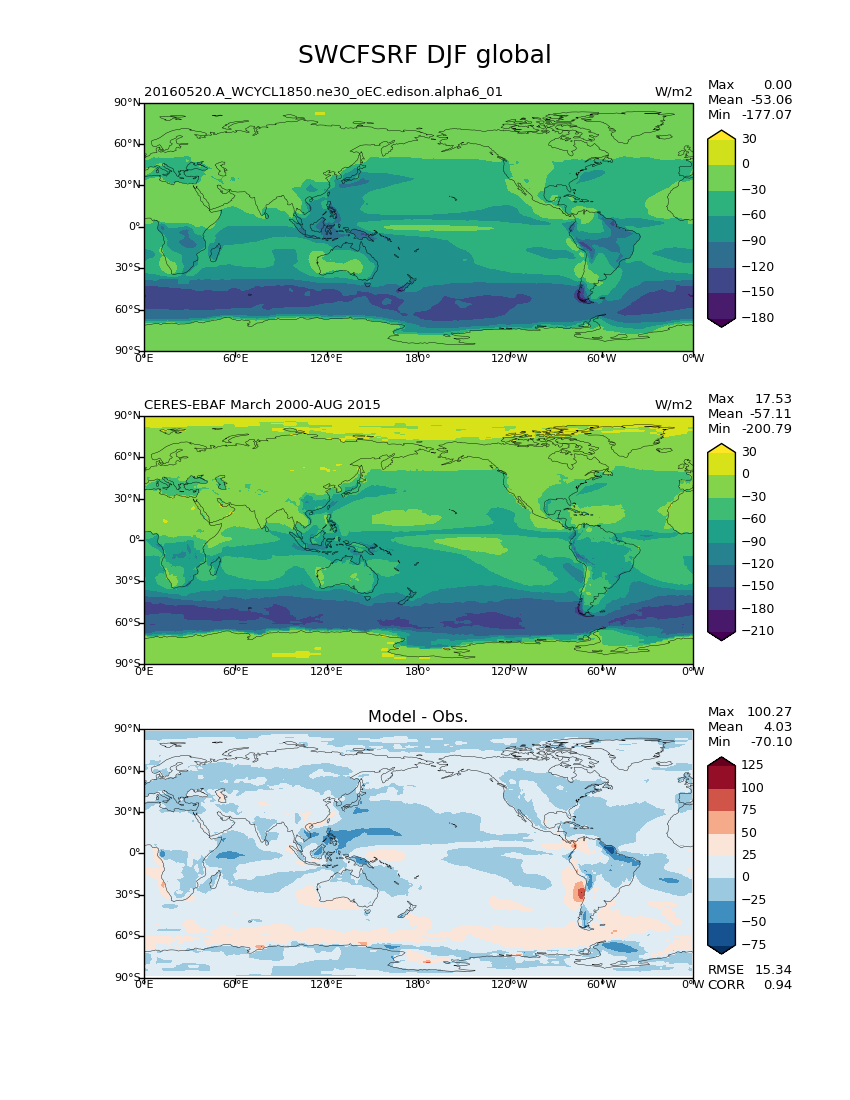 SWCFSRF DJF global
20160520.A_WCYCL1850.ne30_oEC.edison.alpha6_01 W/m2
Max 0.00
Mean -53.06
Min -177.07
90°N
60°N
30°N
0°
30°S
60°S
90°S
0°E 60°E 120°E 180° 120°W 60°W 0°W
30
0
−30
−60
−90
−120
−150
−180
CERES-EBAF March 2000-AUG 2015 W/m2
Max 17.53
Mean -57.11
Min -200.79
90°N
60°N
30°N
0°
30°S
60°S
90°S
0°E 60°E 120°E 180° 120°W 60°W 0°W
30
0
−30
−60
−90
−120
−150
−180
−210
Model - Obs.
Max 100.27
Mean 4.03
Min -70.10
90°N
60°N
30°N
0°
30°S
60°S
90°S
0°E 60°E 120°E 180° 120°W 60°W 0°W
125
100
75
50
25
0
−25
−50
−75
RMSE 15.34
CORR 0.94